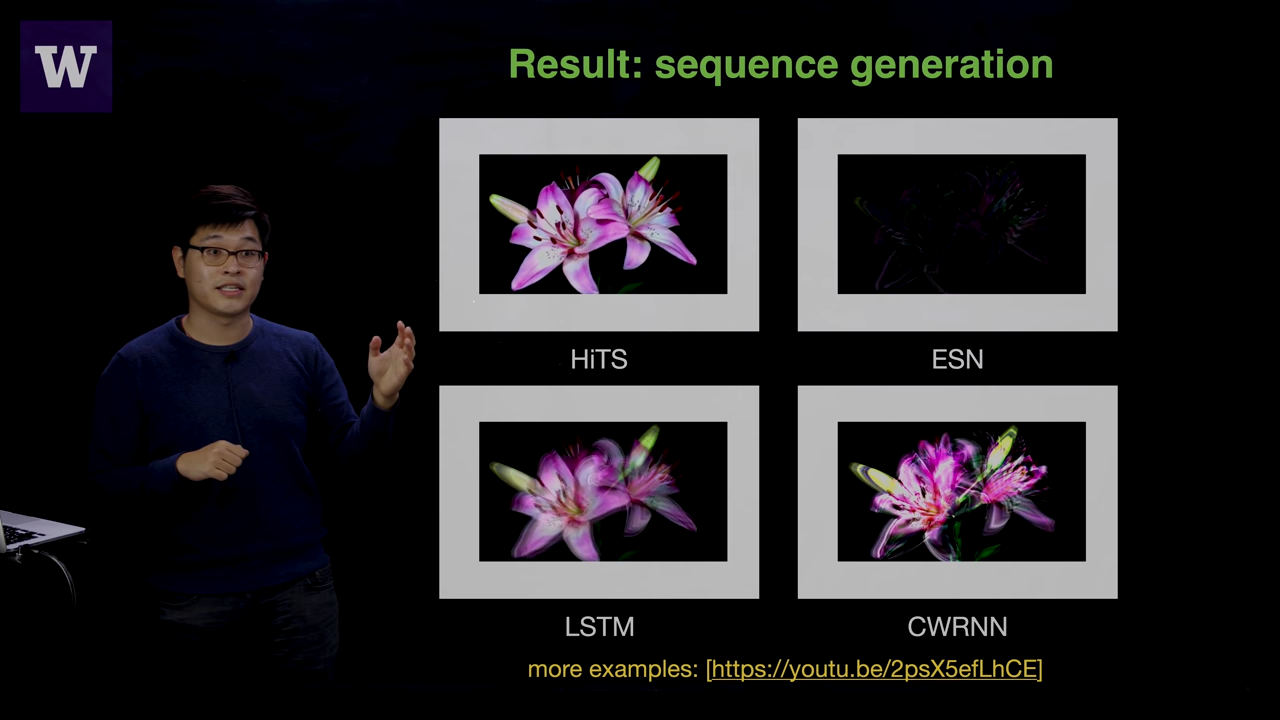 W
Result: sequence generation
HiTS
ESN
LSTM
CWRNN
more examples: [https://youtu.be/2psX5efLhCE]